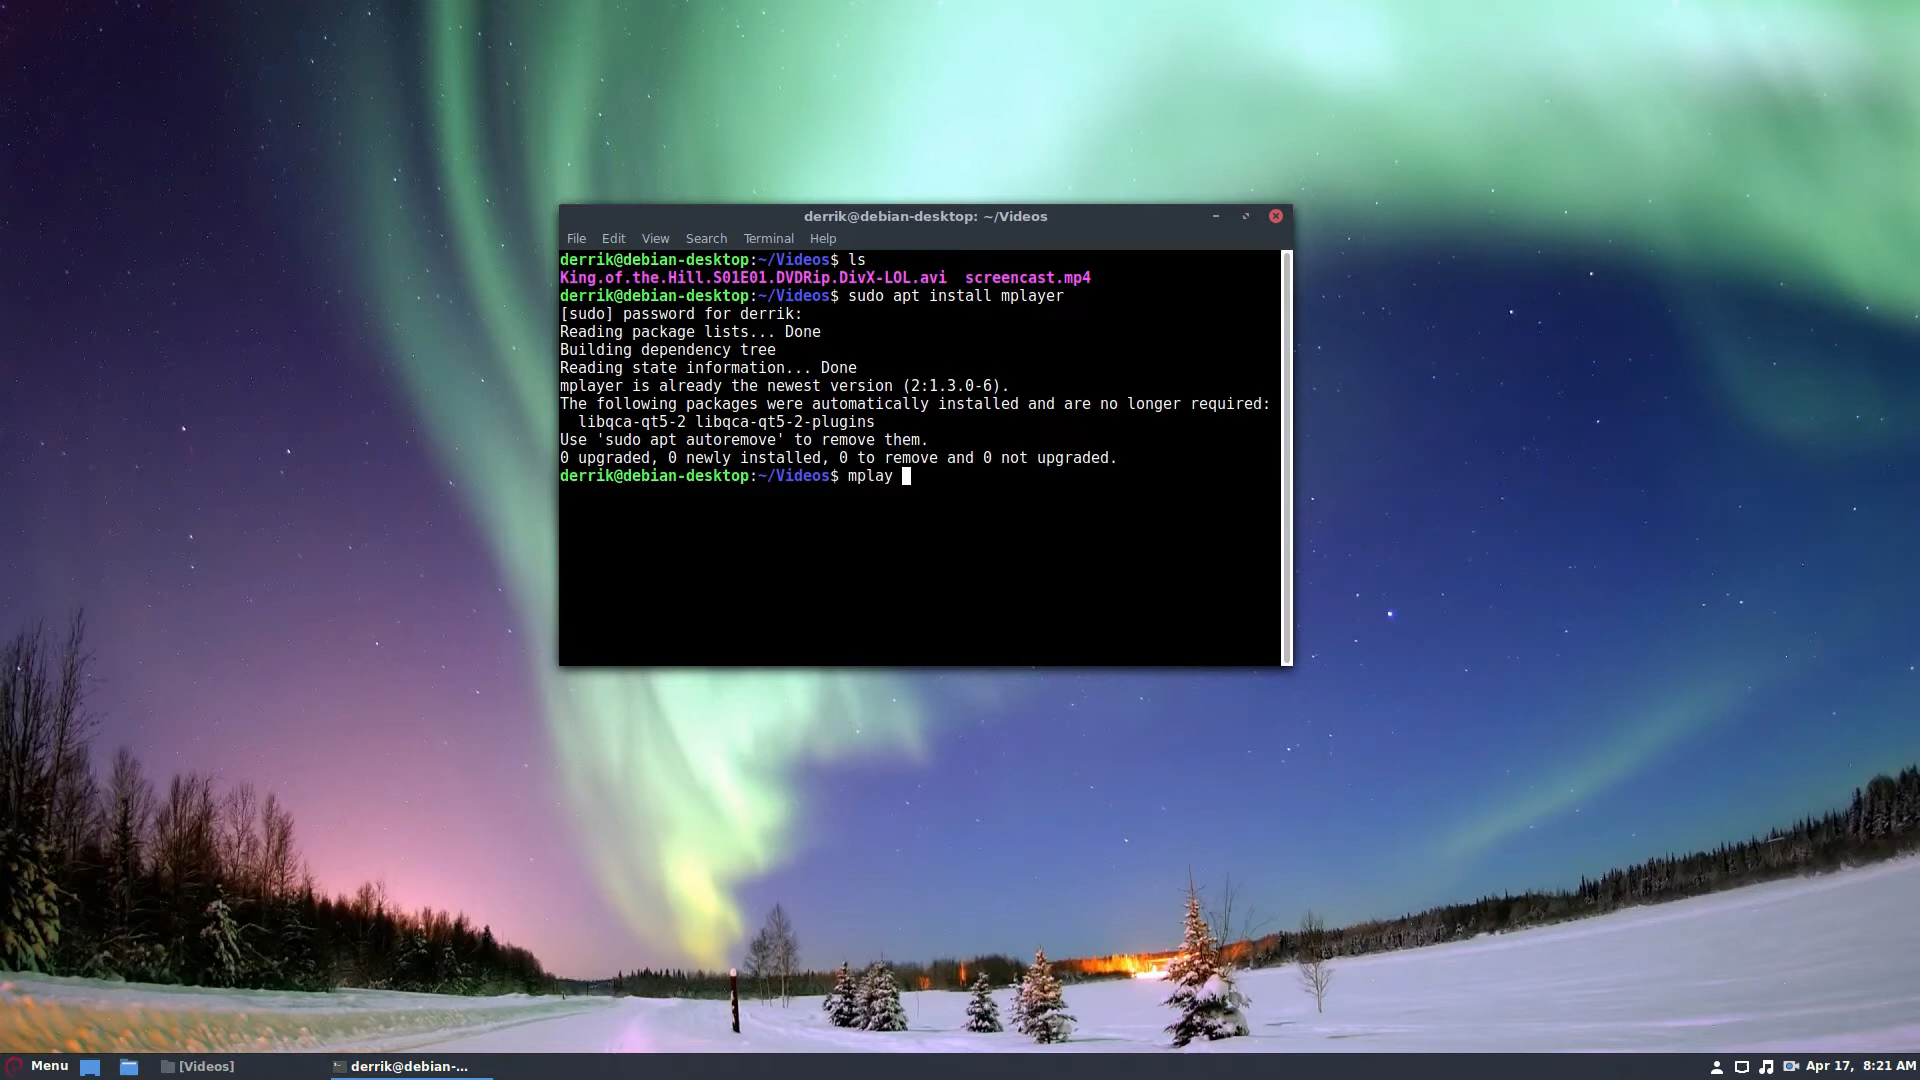 derrik@debian-desktop: ~/Videos
File Edit View Search Terminal Help
derrik@debian-desktop:~/Videos$ ls
King.of.the.Hill.S01E01.DVDRip.DivX-LOL.avi  screencast.mp4
derrik@debian-desktop:~/Videos$ sudo apt install mplayer
[sudo] password for derrik:
Reading package lists... Done
Building dependency tree
Reading state information... Done
mplayer is already the newest version (2:1.3.0-6).
The following packages were automatically installed and are no longer required:
  libqca-qt5-2 libqca-qt5-2-plugins
Use 'sudo apt autoremove' to remove them.
0 upgraded, 0 newly installed, 0 to remove and 0 not upgraded.
derrik@debian-desktop:~/Videos$ mplay
Menu [Videos] derrik@debian-... Apr 17, 8:21 AM